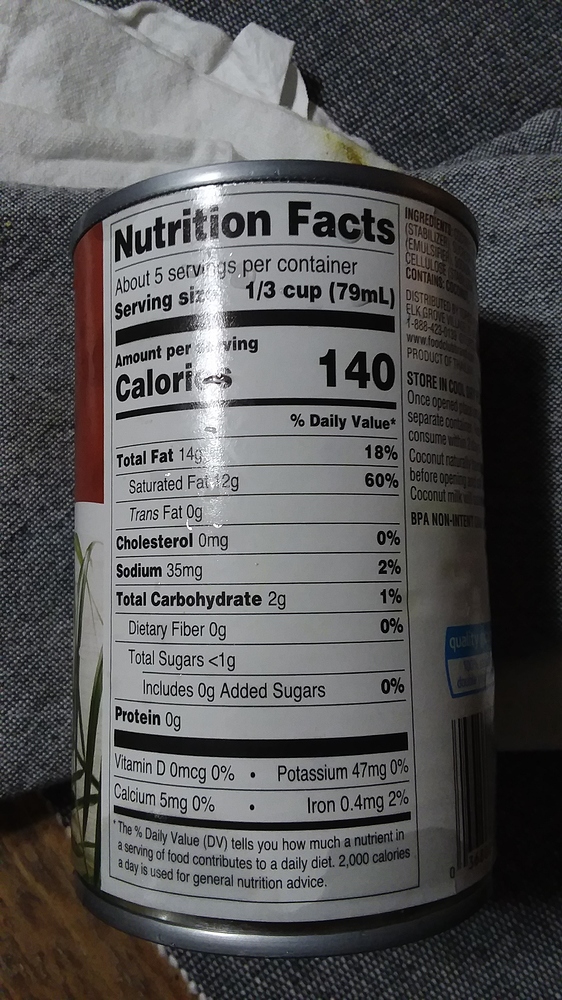 Nutrition Facts
About 5 servings per container
Serving size 1/3 cup (79mL)
Amount per serving
Calories 140
% Daily Value*
Total Fat 14g 18%
Saturated Fat 12g 60%
Trans Fat 0g
Cholesterol 0mg 0%
Sodium 35mg 2%
Total Carbohydrate 2g 1%
Dietary Fiber 0g 0%
Total Sugars <1g
Includes 0g Added Sugars 0%
Protein 0g
Vitamin D 0mcg 0% • Potassium 47mg 0%
Calcium 5mg 0% • Iron 0.4mg 2%
* The % Daily Value (DV) tells you how much a nutrient in
a serving of food contributes to a daily diet. 2,000 calories
a day is used for general nutrition advice.
INGREDIENTS
(STABILIZER
(EMULSIFIER
CELLULOSE
CONTAINS: COCONUT
DISTRIBUTED BY
ELK GROVE
PRODUCT OF
STORE IN COOL
Once opened
separate
consume within
Coconut naturally
before opening
Coconut milk
BPA NON-INTENT
quality
0